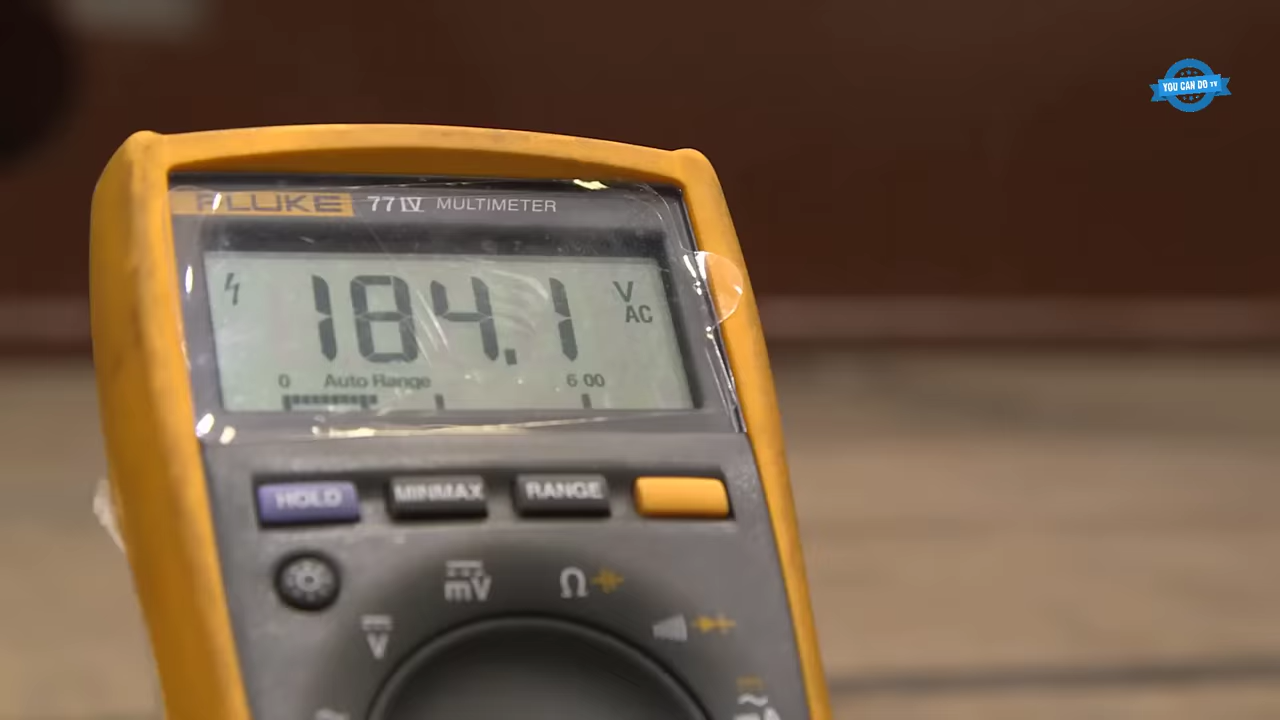 YOU CAN DO TV
FLUKE 77 IV MULTIMETER
184.1 V AC
0 Auto Range 600
HOLD MINMAX RANGE
mV Ω
V